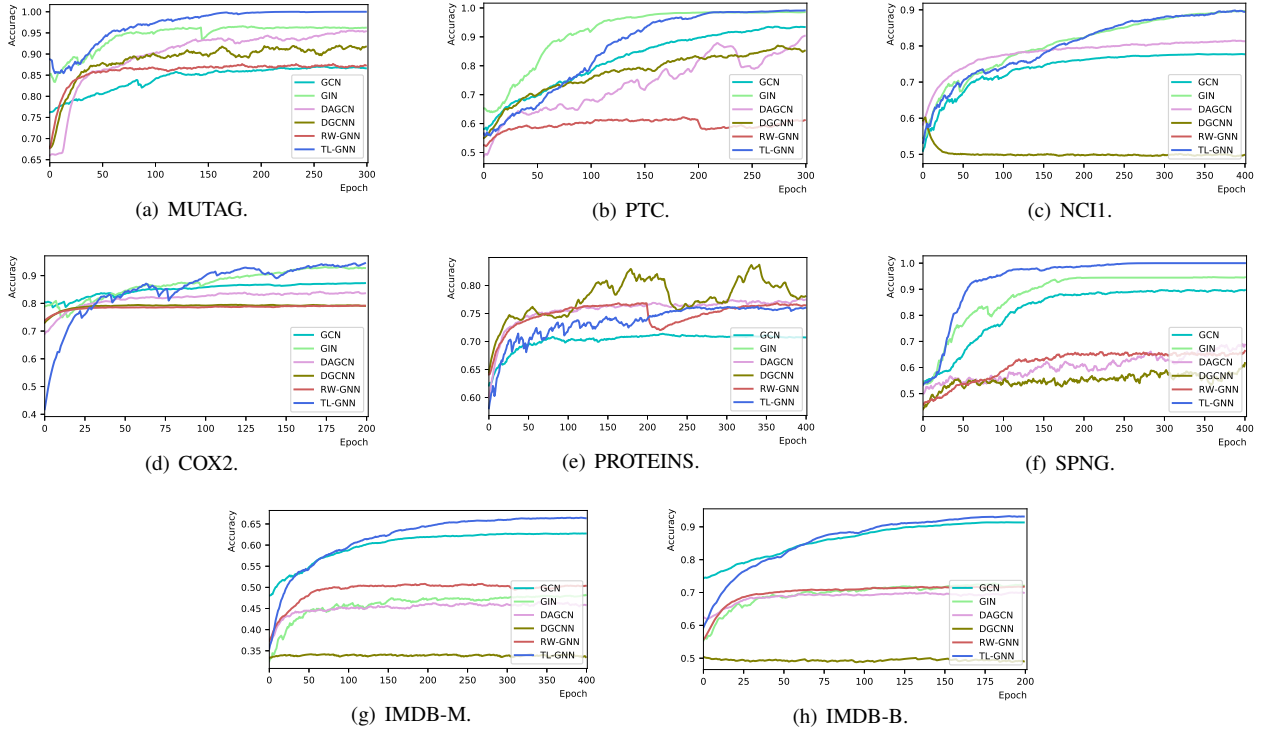 Accuracy
1.00
0.95
0.90
0.85
0.80
0.75
0.70
0.65
0
50
100
150
200
250
300
Epoch
GCN
GIN
DAGCN
DGCNN
RW-GNN
TL-GNN
(a) MUTAG.
Accuracy
1.0
0.9
0.8
0.7
0.6
0.5
0
50
100
150
200
250
300
Epoch
GCN
GIN
DAGCN
DGCNN
RW-GNN
TL-GNN
(b) PTC.
Accuracy
0.9
0.8
0.7
0.6
0.5
0
50
100
150
200
250
300
350
400
Epoch
GCN
GIN
DAGCN
DGCNN
RW-GNN
TL-GNN
(c) NCI1.
Accuracy
0.9
0.8
0.7
0.6
0.5
0.4
0
25
50
75
100
125
150
175
200
Epoch
GCN
GIN
DAGCN
DGCNN
RW-GNN
TL-GNN
(d) COX2.
Accuracy
0.80
0.75
0.70
0.65
0.60
0
50
100
150
200
250
300
350
400
Epoch
GCN
GIN
DAGCN
DGCNN
RW-GNN
TL-GNN
(e) PROTEINS.
Accuracy
1.0
0.9
0.8
0.7
0.6
0.5
0
50
100
150
200
250
300
350
400
Epoch
GCN
GIN
DAGCN
DGCNN
RW-GNN
TL-GNN
(f) SPNG.
Accuracy
0.65
0.60
0.55
0.50
0.45
0.40
0.35
0
50
100
150
200
250
300
350
400
Epoch
GCN
GIN
DAGCN
DGCNN
RW-GNN
TL-GNN
(g) IMDB-M.
Accuracy
0.9
0.8
0.7
0.6
0.5
0
25
50
75
100
125
150
175
200
Epoch
GCN
GIN
DAGCN
DGCNN
RW-GNN
TL-GNN
(h) IMDB-B.